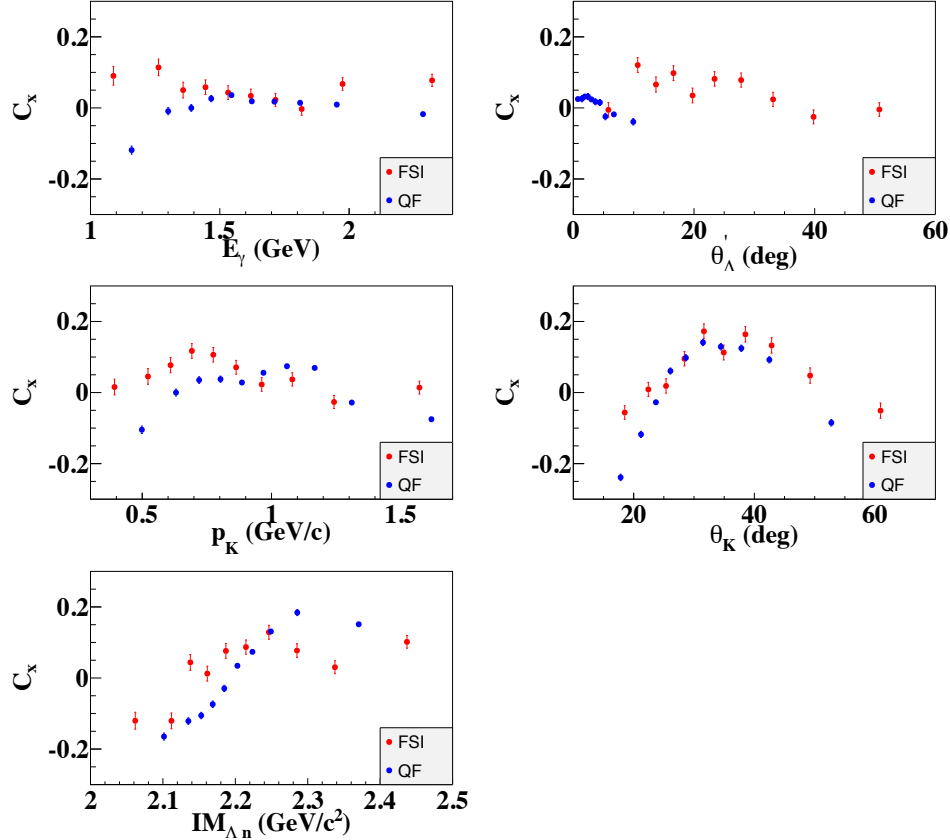 C_x
0.2
0
-0.2
FSI
QF
1 1.5 2
E_γ (GeV)
C_x
0.2
0
-0.2
FSI
QF
0 20 40 60
θ'_Λ (deg)
C_x
0.2
0
-0.2
FSI
QF
0.5 1 1.5
p_K (GeV/c)
C_x
0.2
0
-0.2
FSI
QF
20 40 60
θ_K (deg)
C_x
0.2
0
-0.2
FSI
QF
2 2.1 2.2 2.3 2.4 2.5
IM_Λ n (GeV/c²)